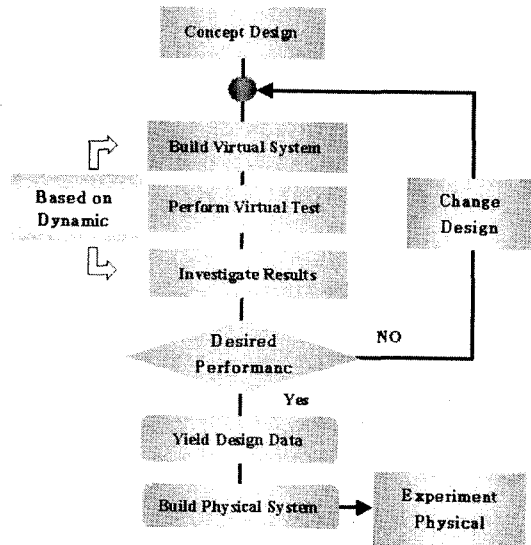 Concept Design
Build Virtual System
Based on
Dynamic
Perform Virtual Test
Change
Design
Investigate Results
Desired
Performanc
NO
Yes
Yield Design Data
Build Physical System
Experiment
Physical